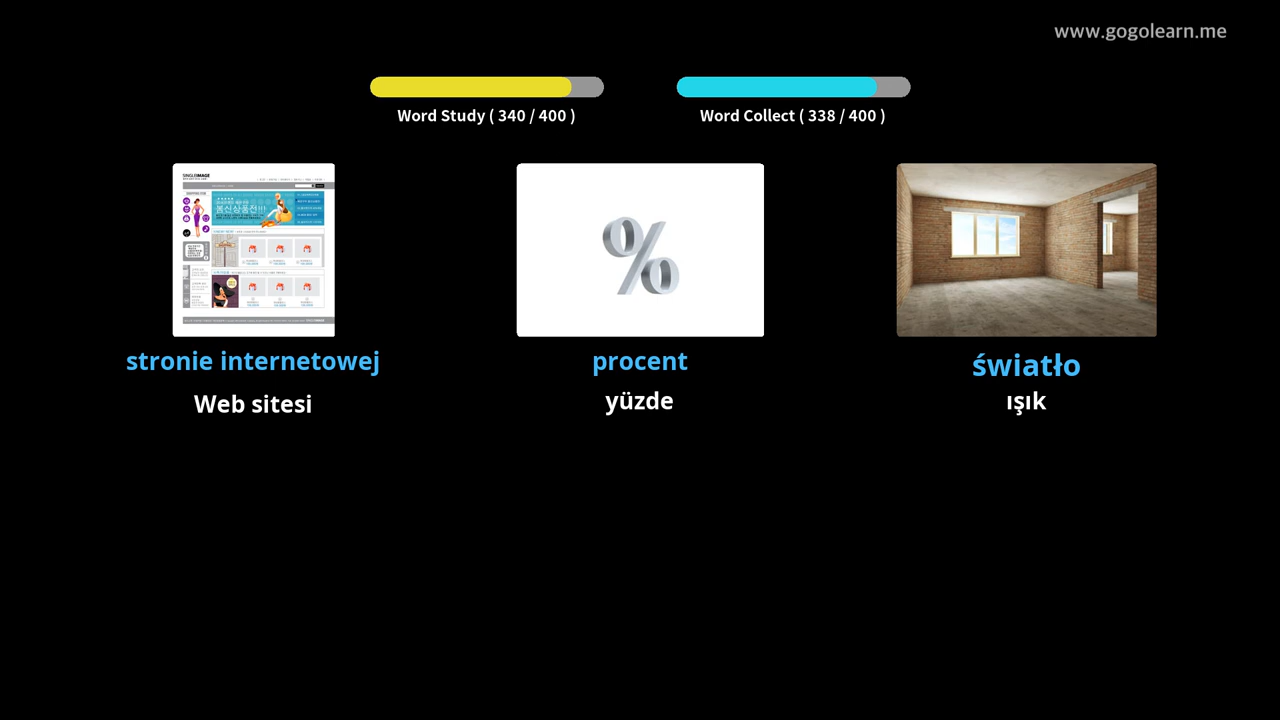 www.gogolearn.me
Word Study ( 340 / 400 )
Word Collect ( 338 / 400 )
stronie internetowej
procent
światło
Web sitesi
yüzde
ışık